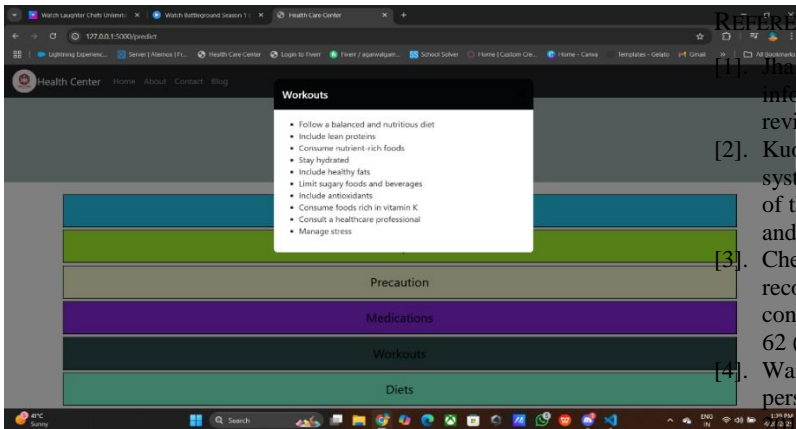 Watch Laughter Chefs Unlimite
Watch Battleground Season 1
Health Care Center
127.0.0.1:5000/predict
Lightning Experienc...
Server | Aternos | Fr...
Health Care Center
Login to Fiverr
Fiverr / agarwalgam...
School Solver
Home | Custom Cre...
Home - Canva
Templates - Gelato
Gmail
All Bookmarks
REFERE
Health Center Home About Contact Blog
Workouts
• Follow a balanced and nutritious diet
• Include lean proteins
• Consume nutrient-rich foods
• Stay hydrated
• Include healthy fats
• Limit sugary foods and beverages
• Include antioxidants
• Consume foods rich in vitamin K
• Consult a healthcare professional
• Manage stress
Precaution
Medications
Workouts
Diets
[1]. Jha
info
revi
[2]. Kuo
syst
of t
and
[3]. Che
reco
con
62 (
[4]. Wa
pers
41°C
Sunny
Search
ENG
IN
1:39 PM